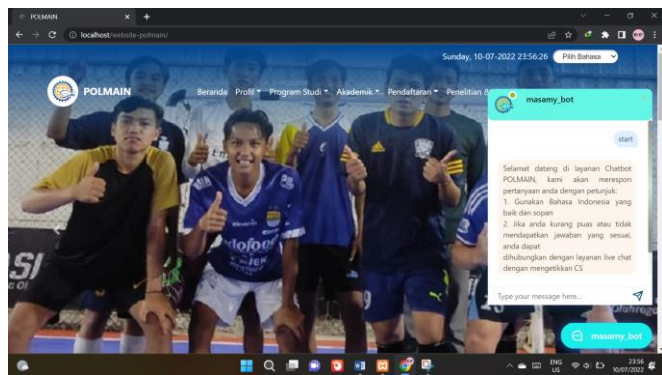 POLMAIN
localhost/website-polmain/
Sunday, 10-07-2022 23:56:26
Pilih Bahasa
POLMAIN
Beranda Profil Program Studi Akademik Pendaftaran Penelitian &
masamy_bot
start
Selamat datang di layanan Chatbot
POLMAIN, kami akan merespon
pertanyaan anda dengan petunjuk:
1. Gunakan Bahasa Indonesia yang
baik dan sopan
2. Jika anda kurang puas atau tidak
mendapatkan jawaban yang sesuai,
anda dapat
dihubungkan dengan layanan live chat
dengan mengetikkan CS
Type your message here...
masamy_bot
ENG
US
23:56
10/07/2022